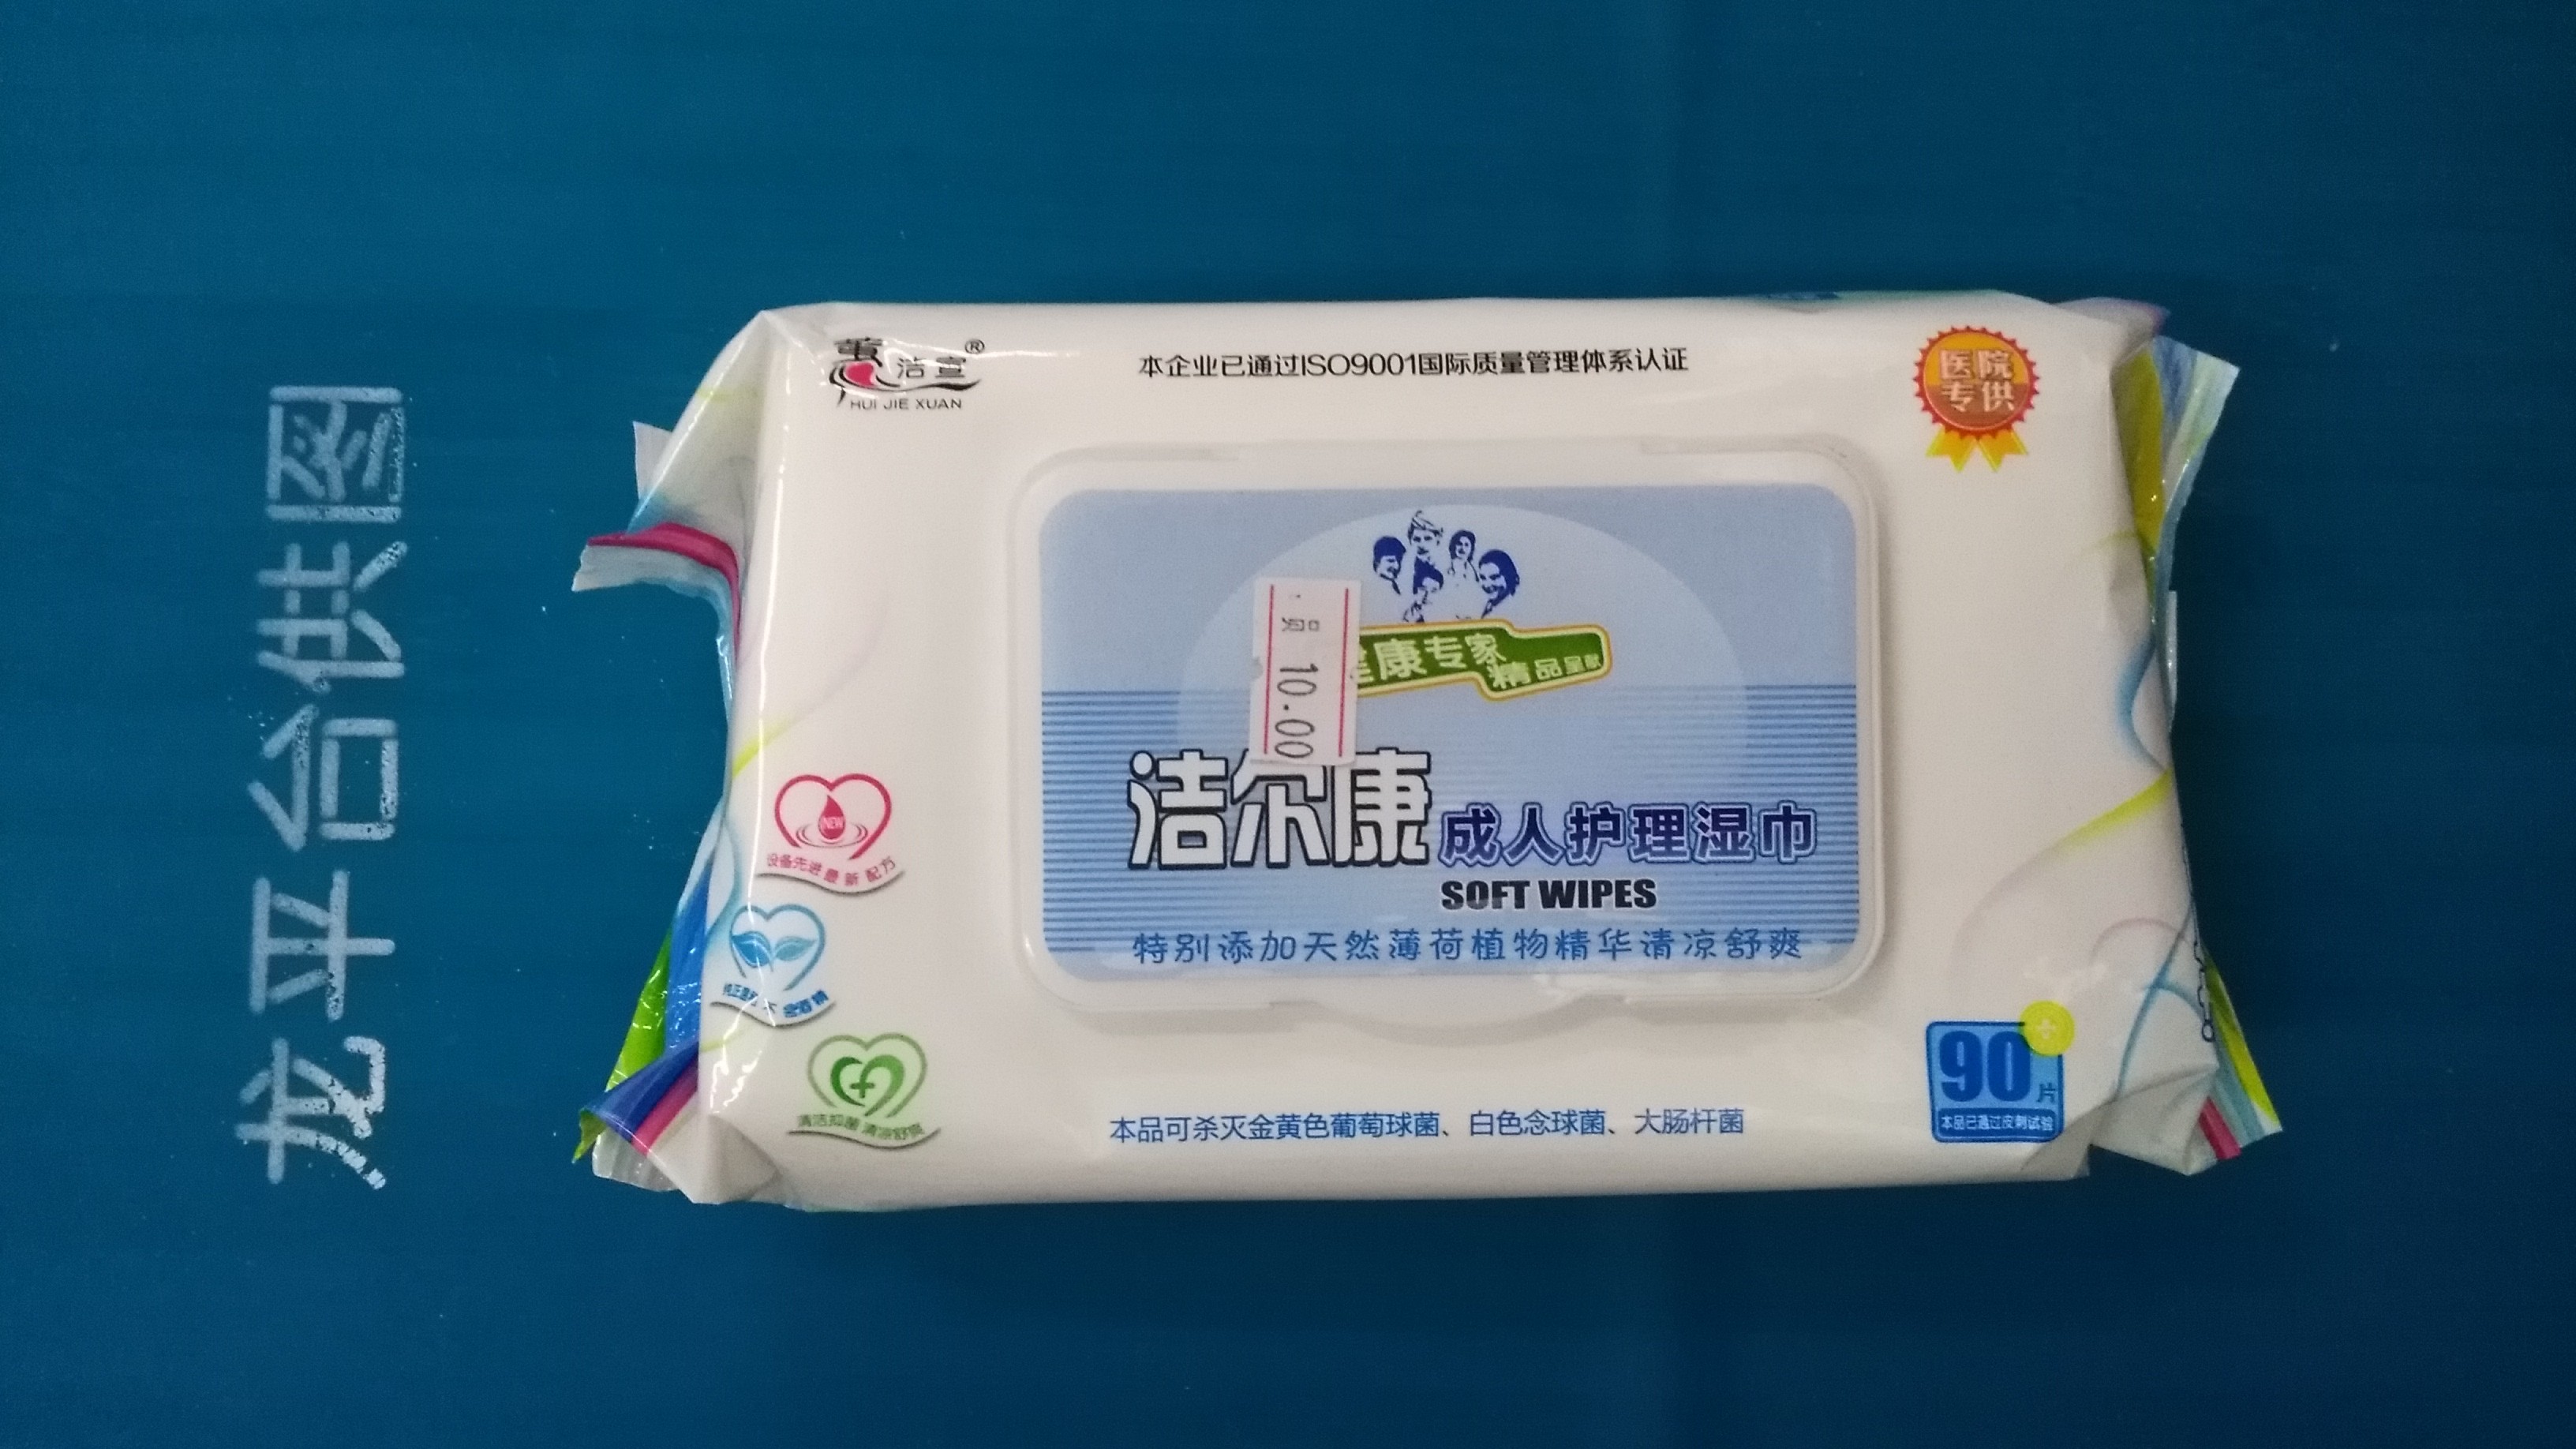 龙平台供图
蕙洁宣®
HUI JIE XUAN
本企业已通过ISO9001国际质量管理体系认证
医院
专供
康专家
精品呈献
10.00
洁尔康成人护理湿巾
SOFT WIPES
特别添加天然薄荷植物精华清凉舒爽
NEW
设备先进 最新配方
清洁抑菌 清凉舒爽
90片
本品已通过皮刺试验
本品可杀灭金黄色葡萄球菌、白色念球菌、大肠杆菌